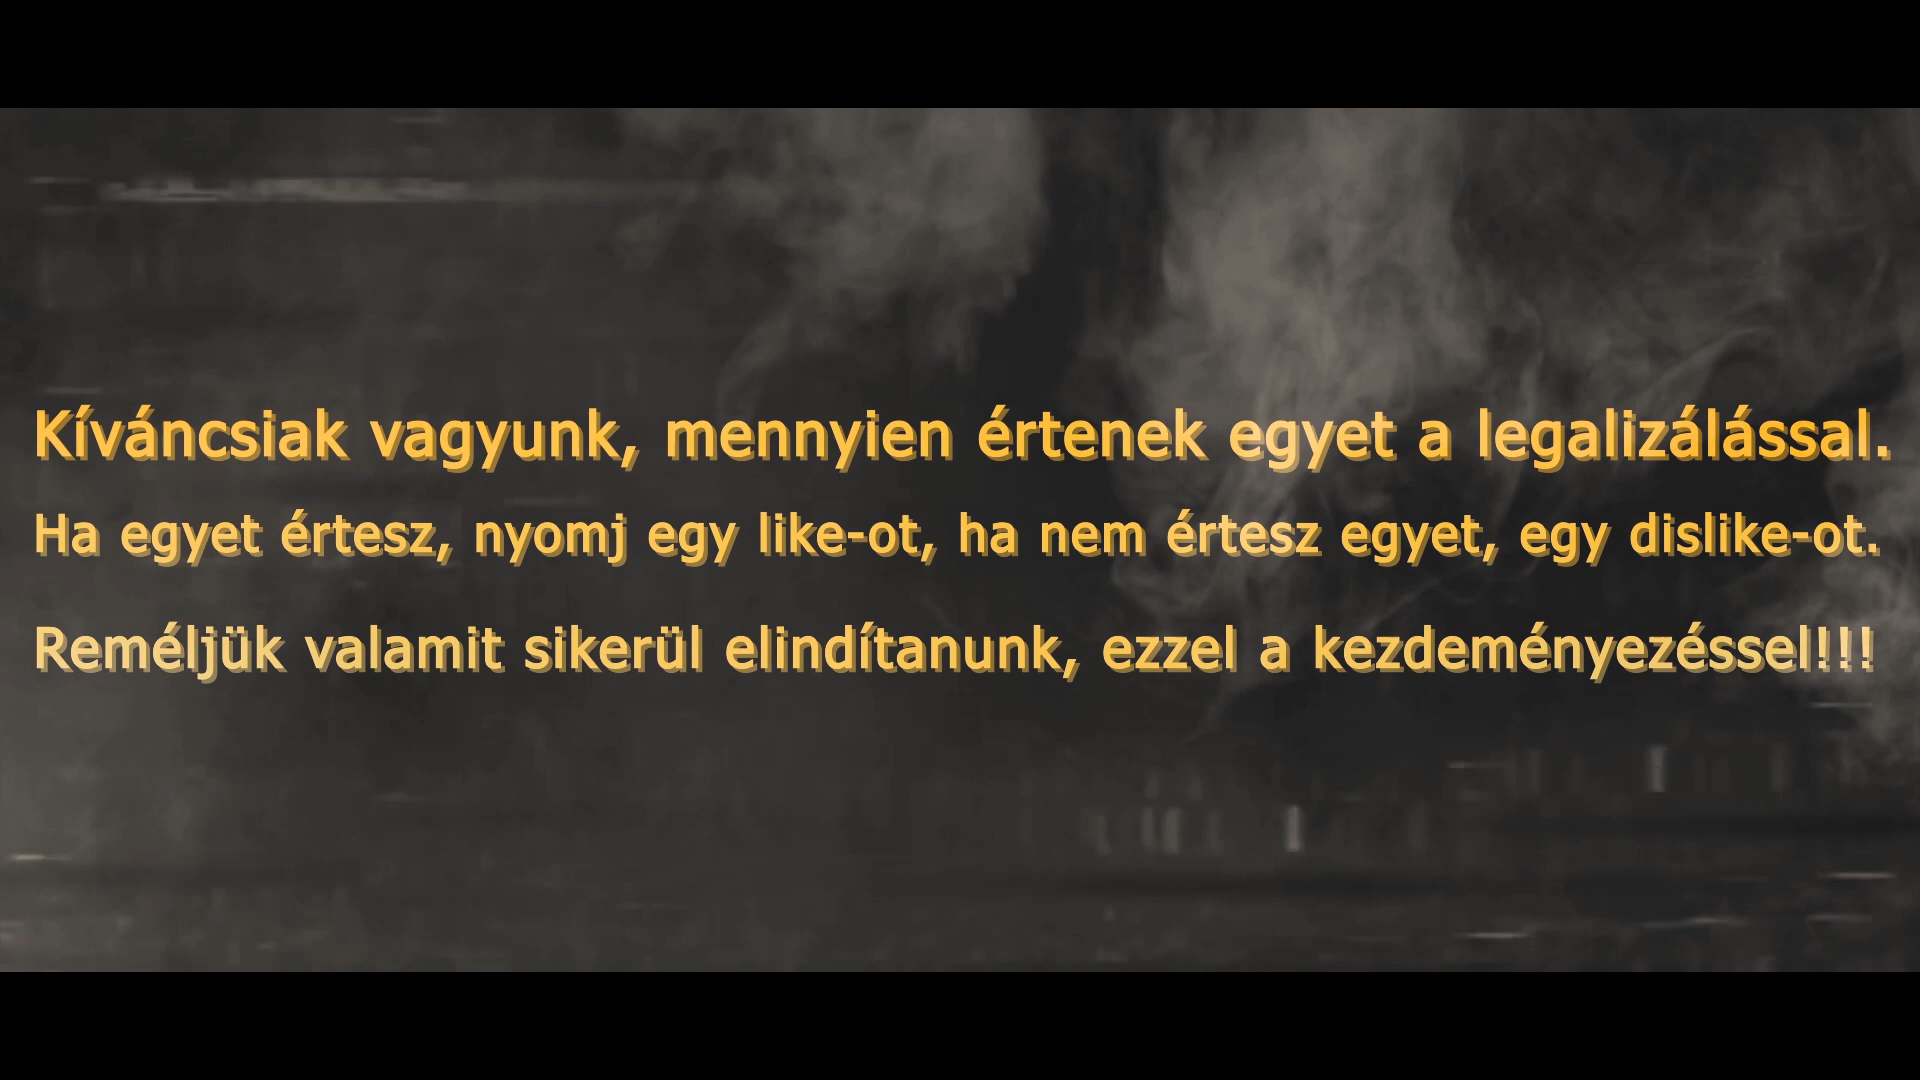 Kíváncsiak vagyunk, mennyien értenek egyet a legalizálással.
Ha egyet értesz, nyomj egy like-ot, ha nem értesz egyet, egy dislike-ot.
Reméljük valamit sikerül elindítanunk, ezzel a kezdeményezéssel!!!